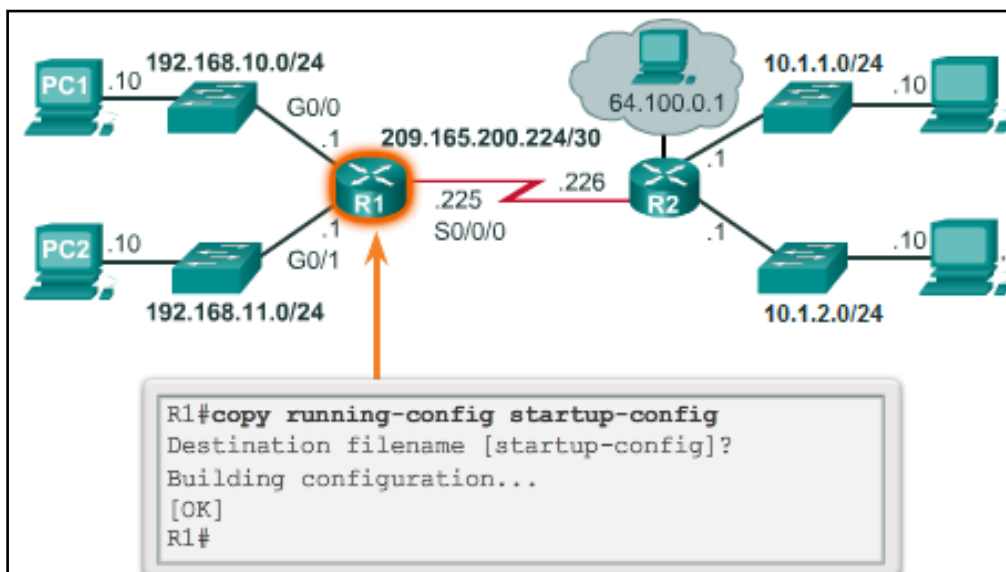 192.168.10.0/24
PC1
.10
G0/0
.1
64.100.0.1
10.1.1.0/24
.10
.1
209.165.200.224/30
R1
.225
S0/0/0
.226
R2
.1
G0/1
PC2
.10
192.168.11.0/24
.1
.10
10.1.2.0/24
R1#copy running-config startup-config
Destination filename [startup-config]?
Building configuration...
[OK]
R1#